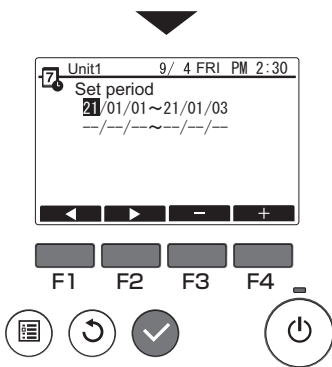 7 Unit1 9/ 4 FRI PM 2:30
Set period
21/01/01～21/01/03
--/--/--～--/--/--
− +
F1 F2 F3 F4